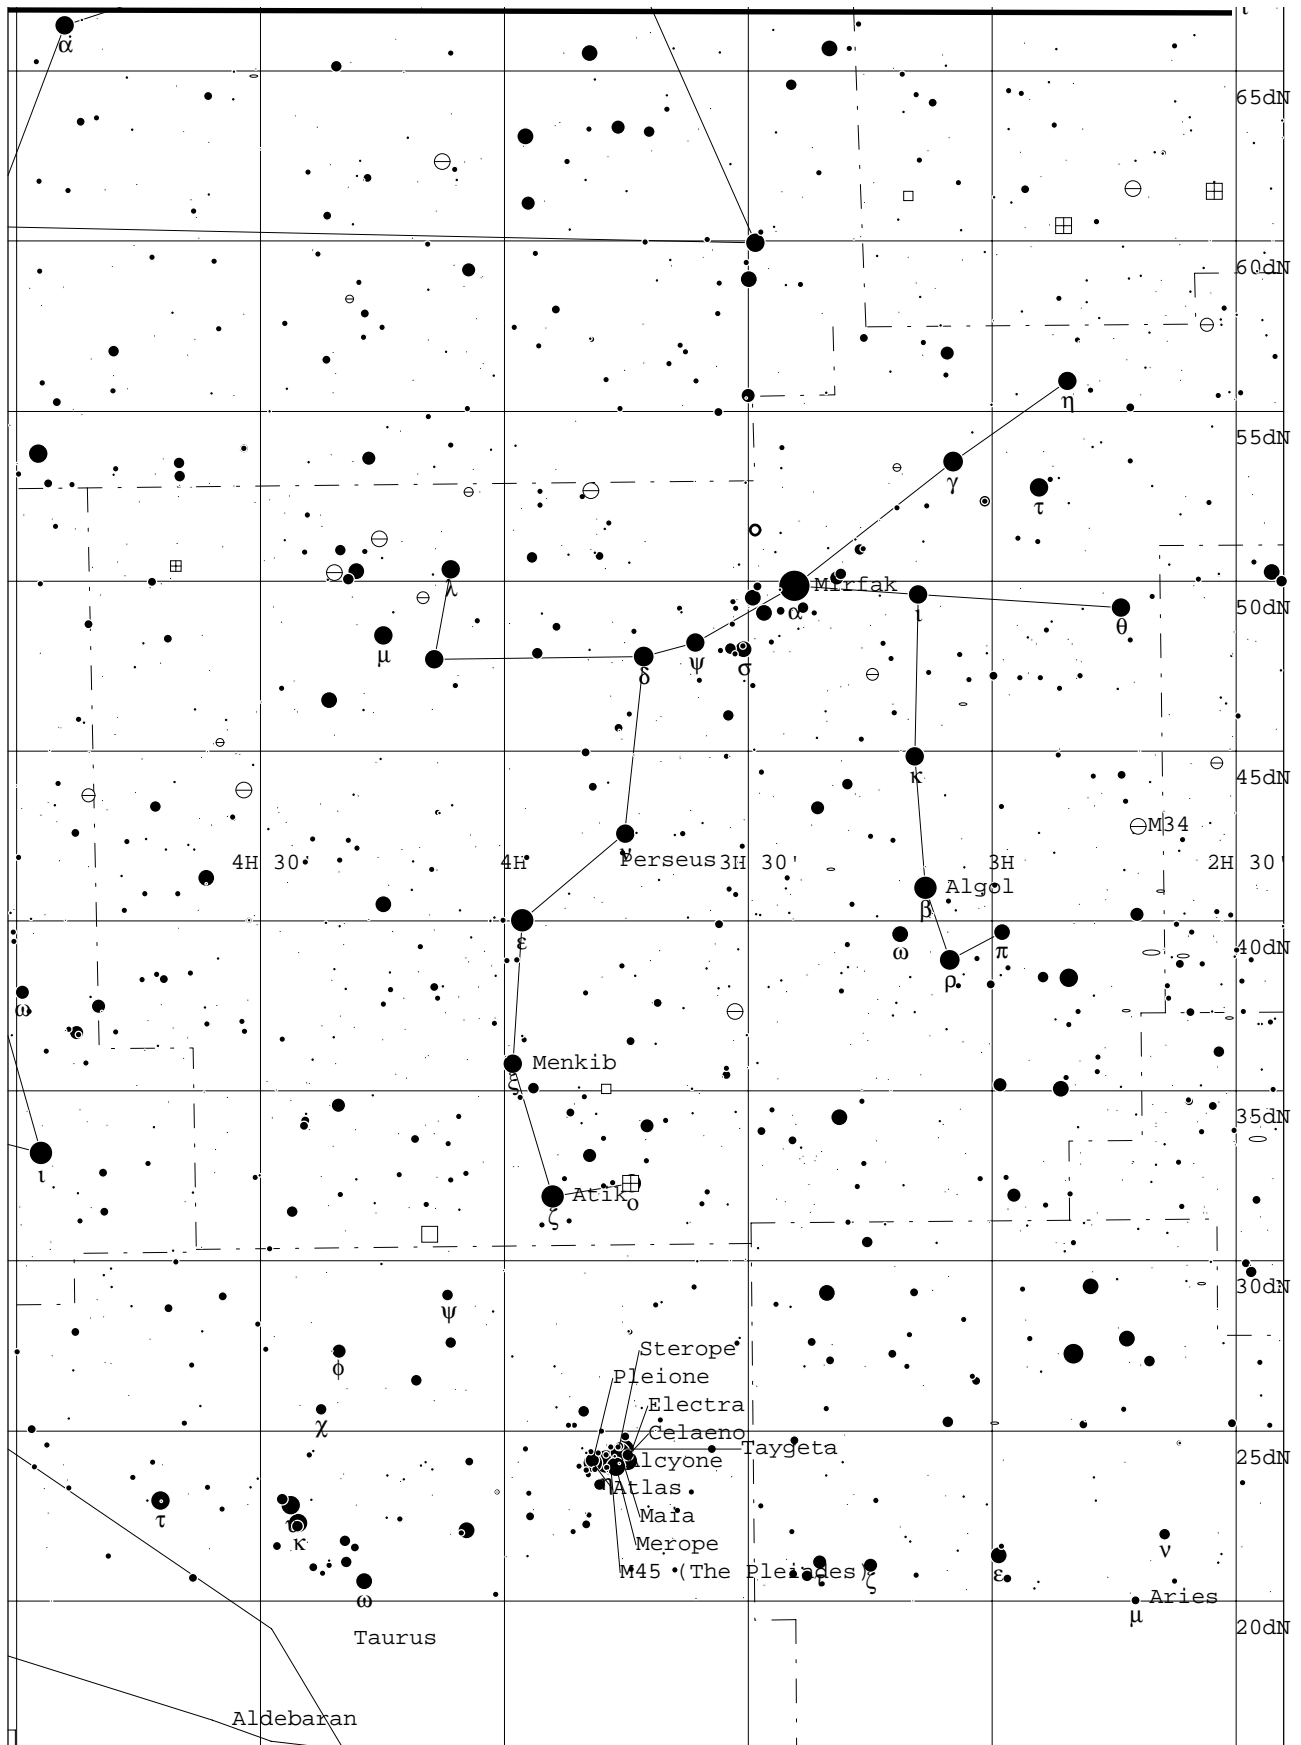 ι
α
65dN
60dN
η
55dN
γ
τ
λ
Mirfak
α
ι
50dN
θ
μ
δ
ψ
σ
κ
45dN
M34
4H 30'
4H
ν
Perseus
3H 30'
3H
2H 30'
Algol
β
ε
ω
π
40dN
ρ
ω
Menkib
ξ
35dN
ι
Atik
ζ
ο
30dN
ψ
Sterope
φ
Pleione
Electra
χ
Celaeno
Taygeta
25dN
Alcyone
η
Atlas
τ
Maia
κ
Merope
ν
M45 (The Pleiades)
τ
ζ
ε
ω
Aries
μ
20dN
Taurus
Aldebaran